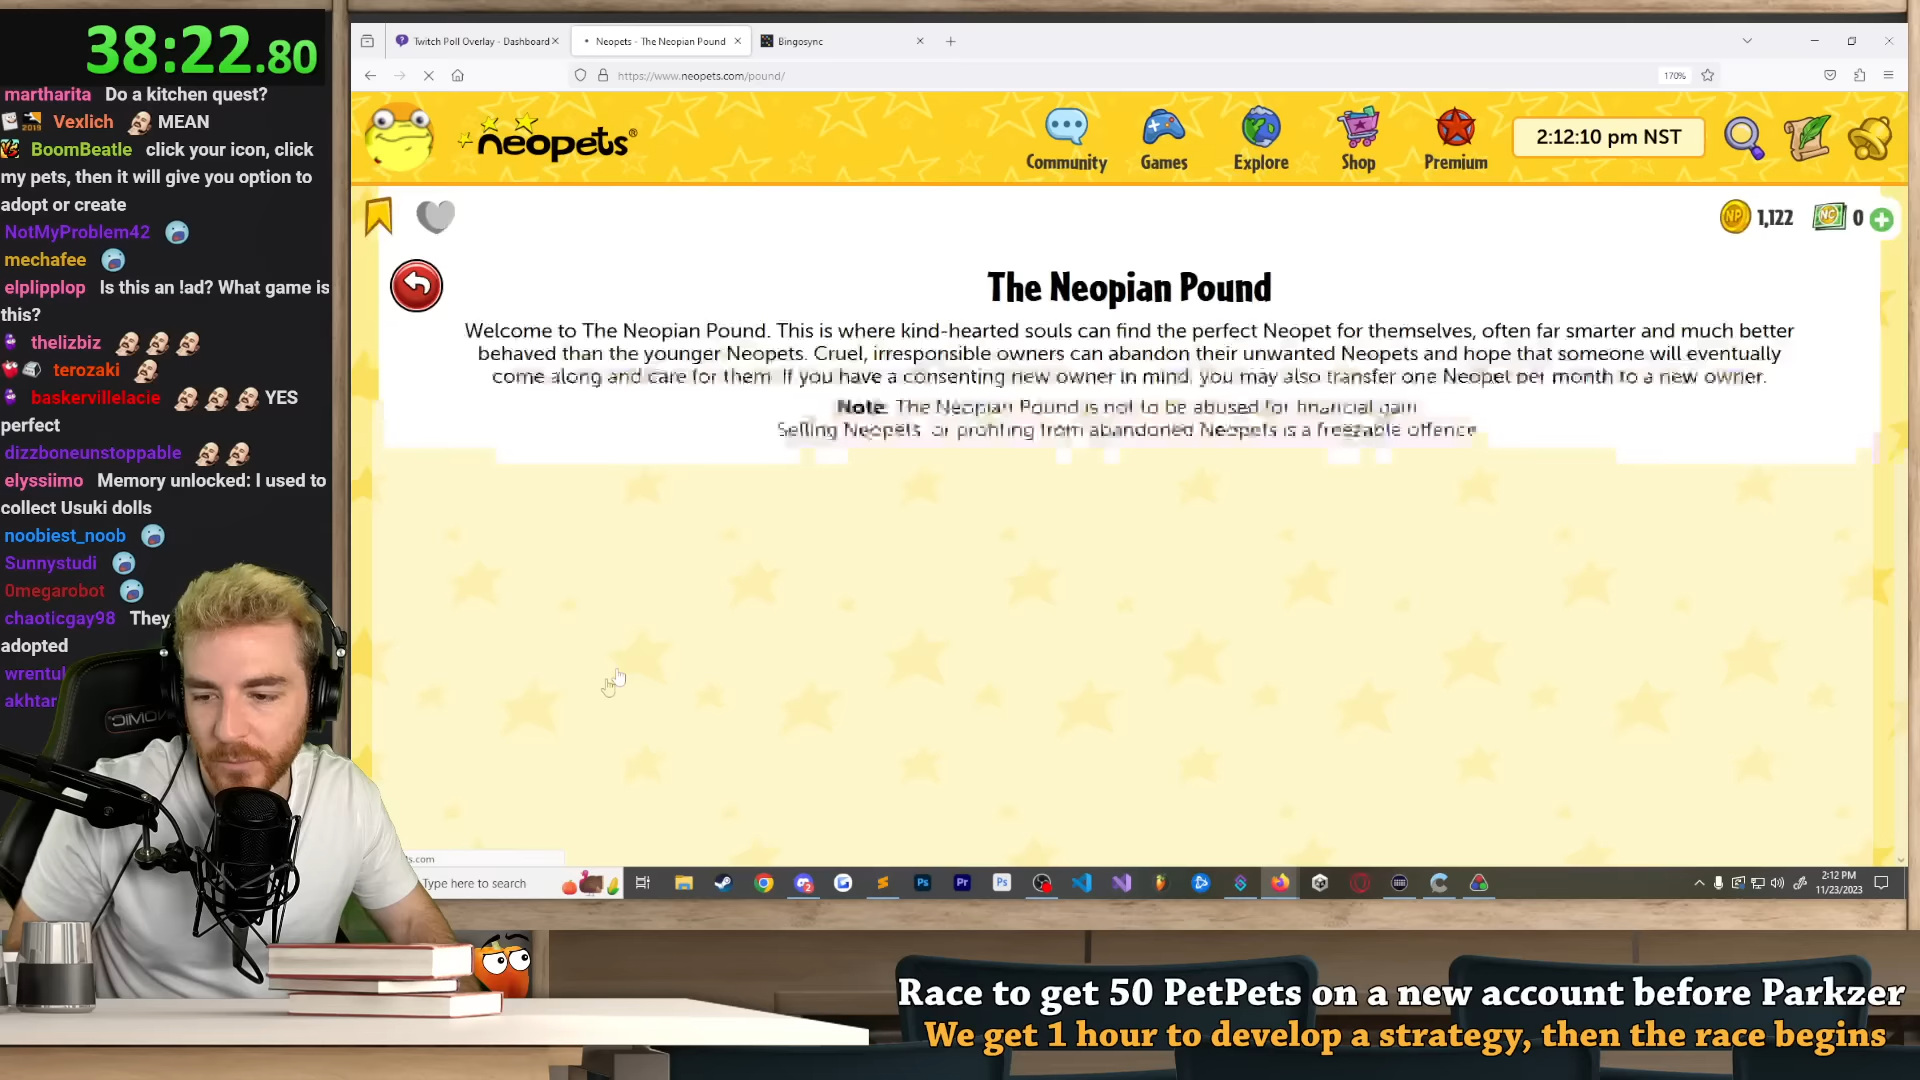 38:22.80
martharita Do a kitchen quest?
Vexlich MEAN
BoomBeatle click your icon, click
my pets, then it will give you option to
adopt or create
NotMyProblem42
mechafee
elplipplop Is this an !ad? What game is
this?
thelizbiz
terozaki
baskervillelacie YES
perfect
dizzboneunstoppable
elyssiimo Memory unlocked: I used to
collect Usuki dolls
noobiest_noob
Sunnystudi
0megarobot
chaoticgay98 They
adopted
akhtar
Twitch Poll Overlay - Dashboard
Neopets - The Neopian Pound
Bingosync
https://www.neopets.com/pound/
170%
neopets
Community
Games
Explore
Shop
Premium
2:12:10 pm NST
NP 1,122
NC 0
The Neopian Pound
Welcome to The Neopian Pound. This is where kind-hearted souls can find the perfect Neopet for themselves, often far smarter and much better
behaved than the younger Neopets. Cruel, irresponsible owners can abandon their unwanted Neopets and hope that someone will eventually
come along and care for them. If you have a consenting new owner in mind, you may also transfer one Neopet per month to a new owner.
Note: The Neopian Pound is not to be abused for financial gain.
Selling Neopets, or profiting from abandoned Neopets is a freezable offence.
s.com
Type here to search
Ps
Pr
Ps
2:12 PM
11/23/2023
Race to get 50 PetPets on a new account before Parkzer
We get 1 hour to develop a strategy, then the race begins